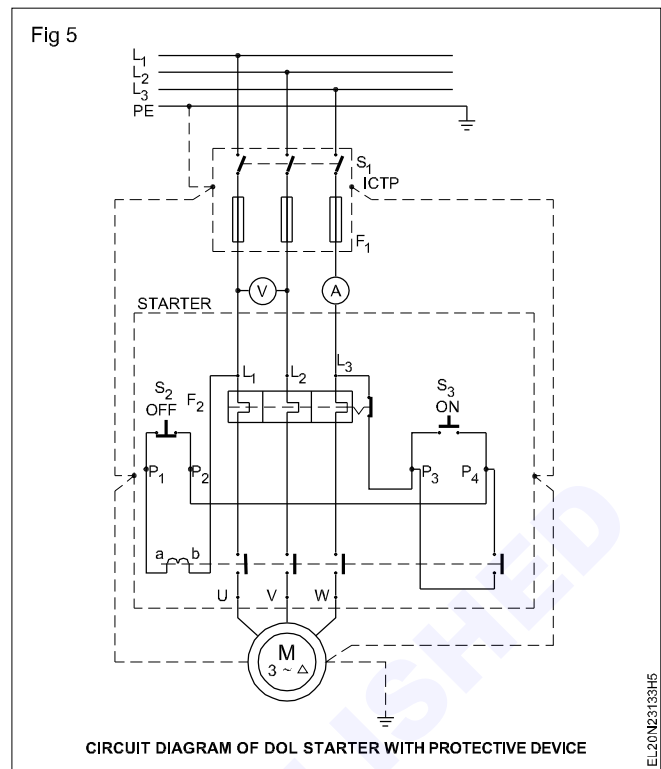 Fig 5
L1
L2
L3
PE
S1
ICTP
F1
V A
STARTER
L1 L2 L3
S2
OFF
F2
S3
ON
P1 P2 P3 P4
a b
U V W
M
3 ~ Δ
CIRCUIT DIAGRAM OF DOL STARTER WITH PROTECTIVE DEVICE
EL20N23133H5